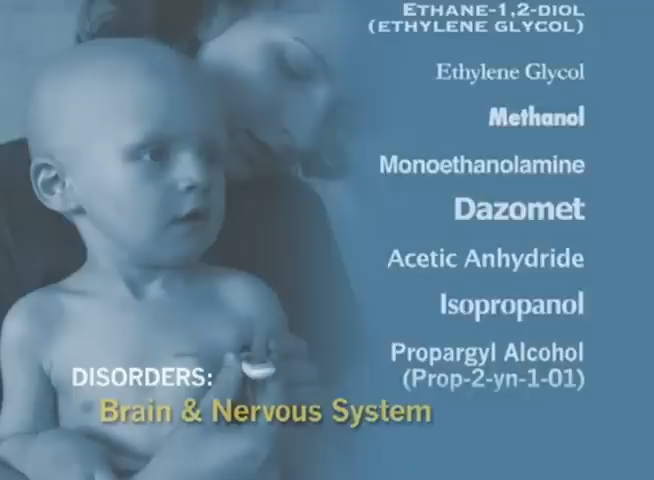 ETHANE-1,2-DIOL
(ETHYLENE GLYCOL)
Ethylene Glycol
Methanol
Monoethanolamine
Dazomet
Acetic Anhydride
Isopropanol
Propargyl Alcohol
(Prop-2-yn-1-01)
DISORDERS:
Brain & Nervous System